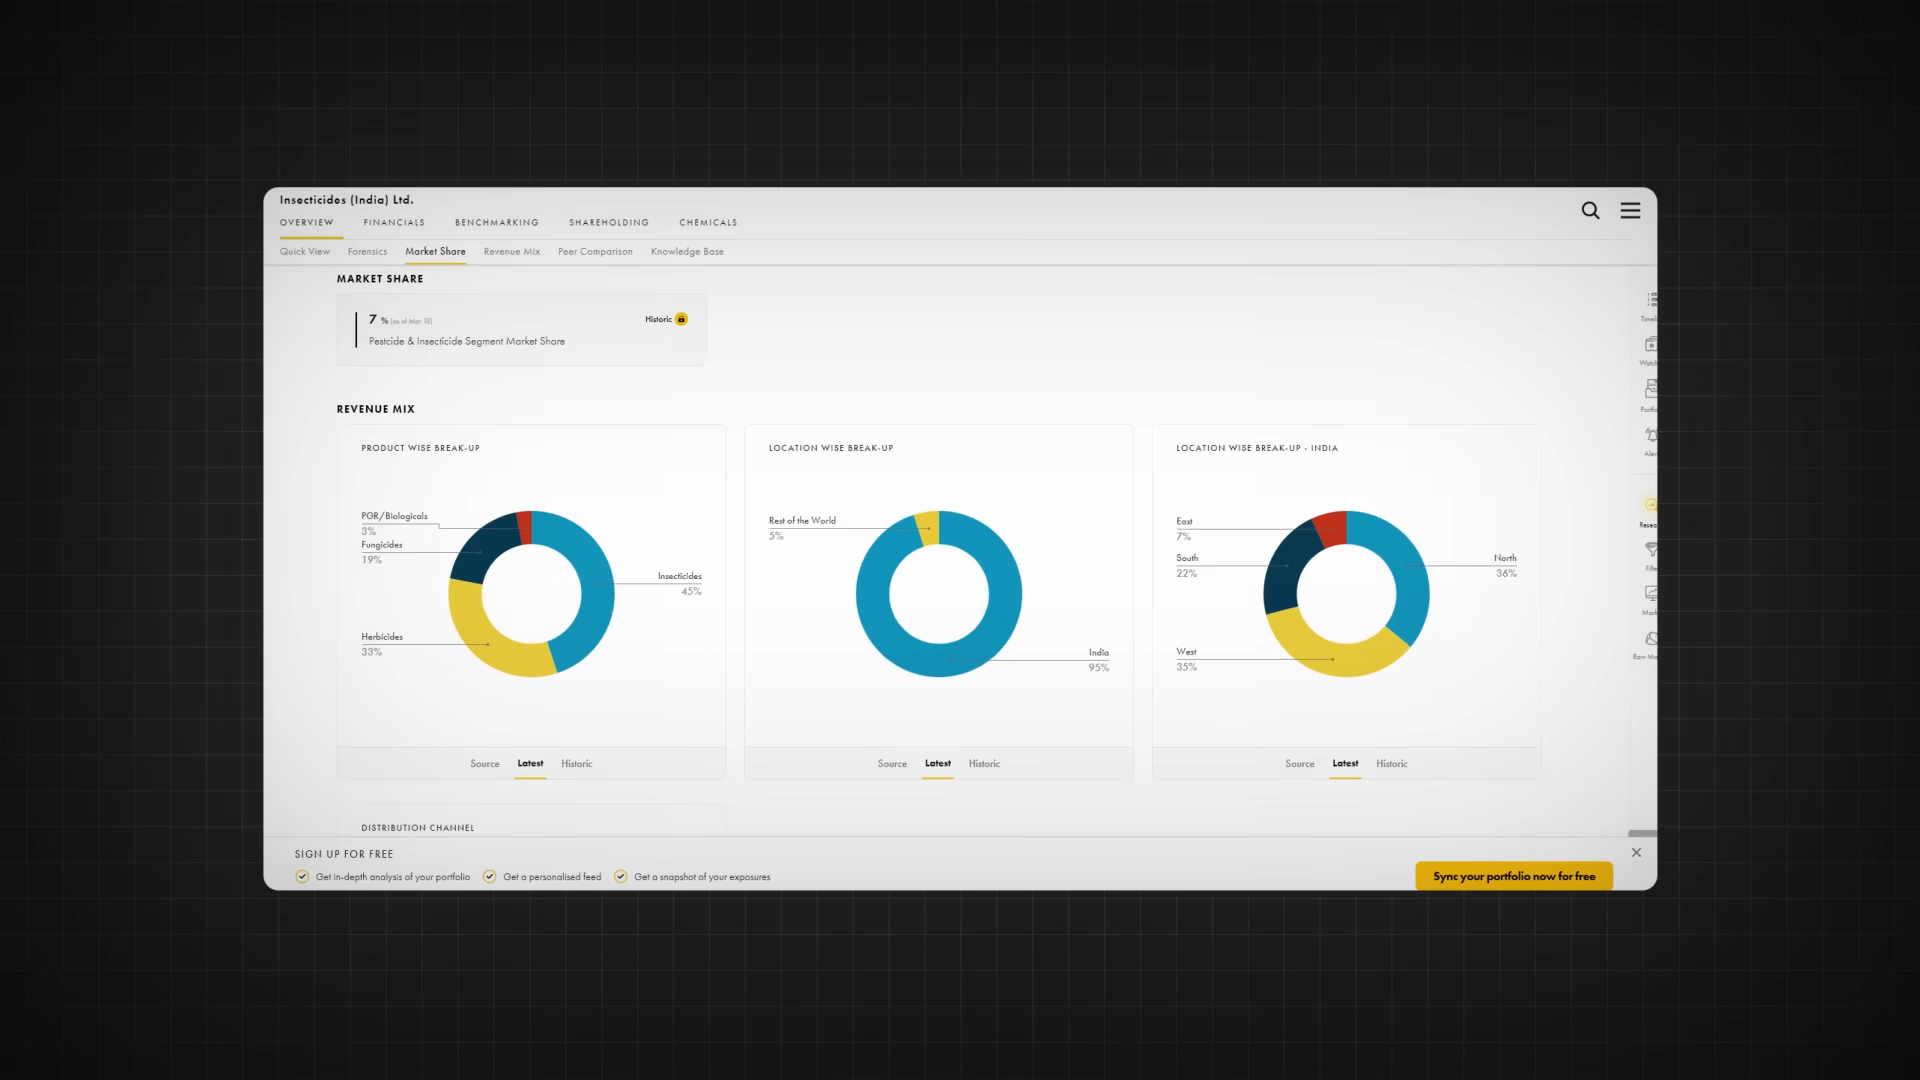 Insecticides (India) Ltd.
OVERVIEW FINANCIALS BENCHMARKING SHAREHOLDING CHEMICALS
Quick View Forensics Market Share Revenue Mix Peer Comparison Knowledge Base
MARKET SHARE
7 % (as of Mar 18) Historic
Pestcide & Insecticide Segment Market Share
REVENUE MIX
PRODUCT WISE BREAK-UP
PGR/Biologicals
3%
Fungicides
19%
Insecticides
45%
Herbicides
33%
Source Latest Historic
LOCATION WISE BREAK-UP
Rest of the World
5%
India
95%
Source Latest Historic
LOCATION WISE BREAK-UP - INDIA
East
7%
South
22%
North
36%
West
35%
Source Latest Historic
DISTRIBUTION CHANNEL
SIGN UP FOR FREE
Get in-depth analysis of your portfolio Get a personalised feed Get a snapshot of your exposures
Sync your portfolio now for free